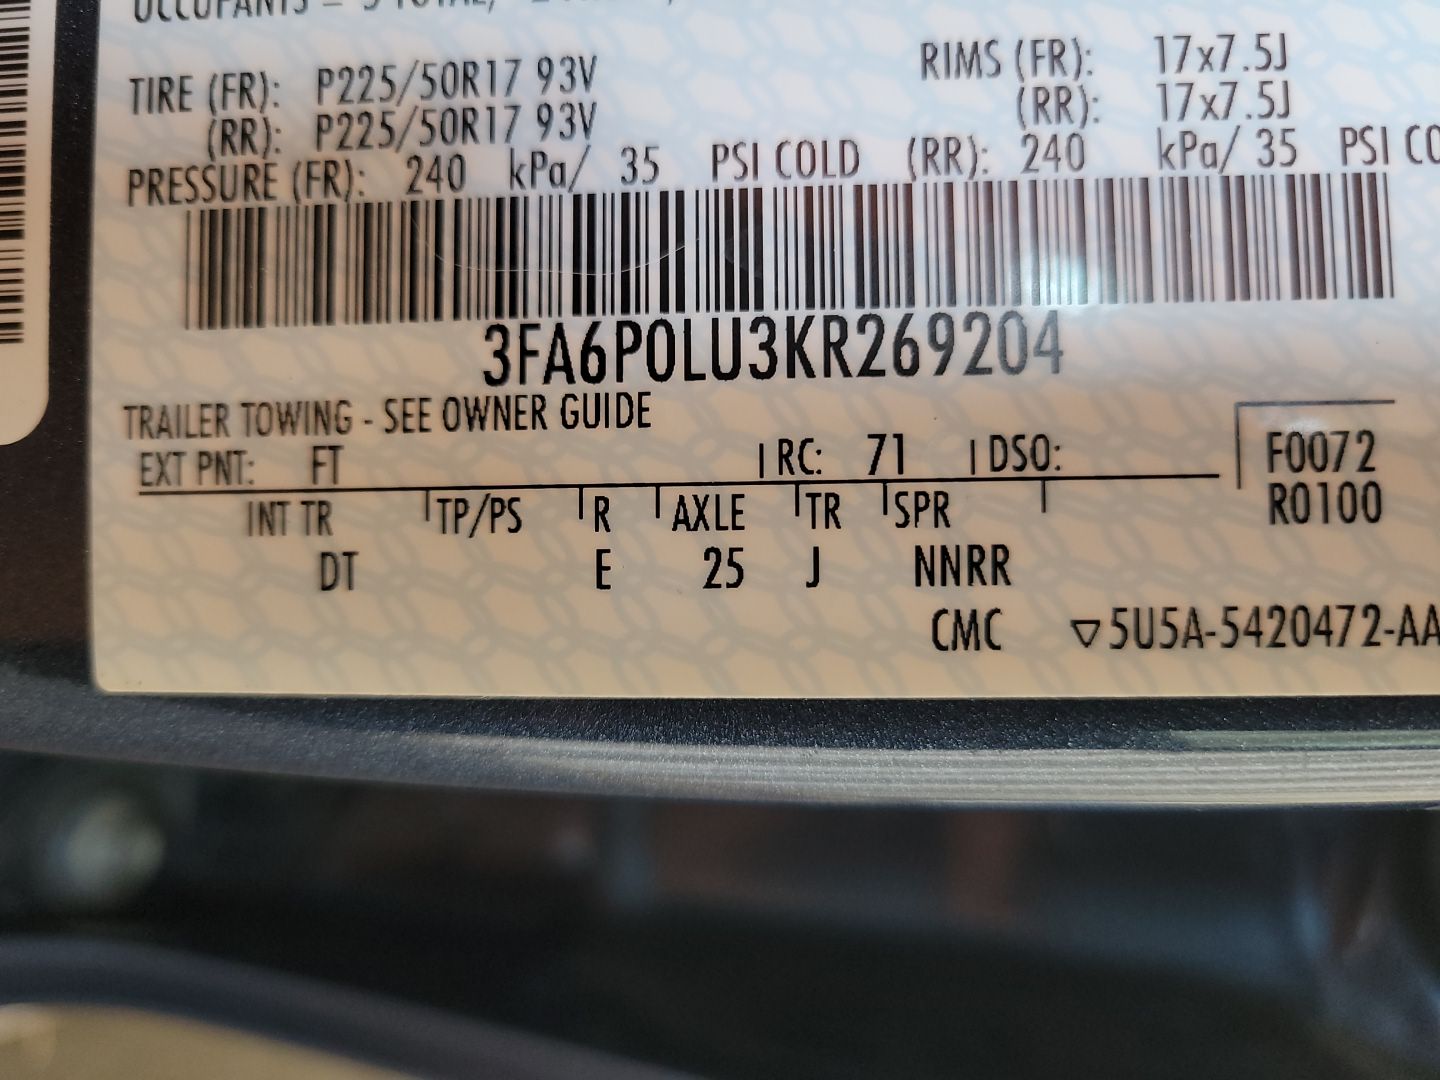 TIRE (FR): P225/50R17 93V RIMS (FR): 17x7.5J
(RR): P225/50R17 93V (RR): 17x7.5J
PRESSURE (FR): 240 kPa/ 35 PSI COLD (RR): 240 kPa/ 35 PSI CO
3FA6P0LU3KR269204
TRAILER TOWING - SEE OWNER GUIDE
EXT PNT: FT RC: 71 DSO: F0072
INT TR TP/PS R AXLE TR SPR R0100
DT E 25 J NNRR
CMC ▽5U5A-5420472-AA